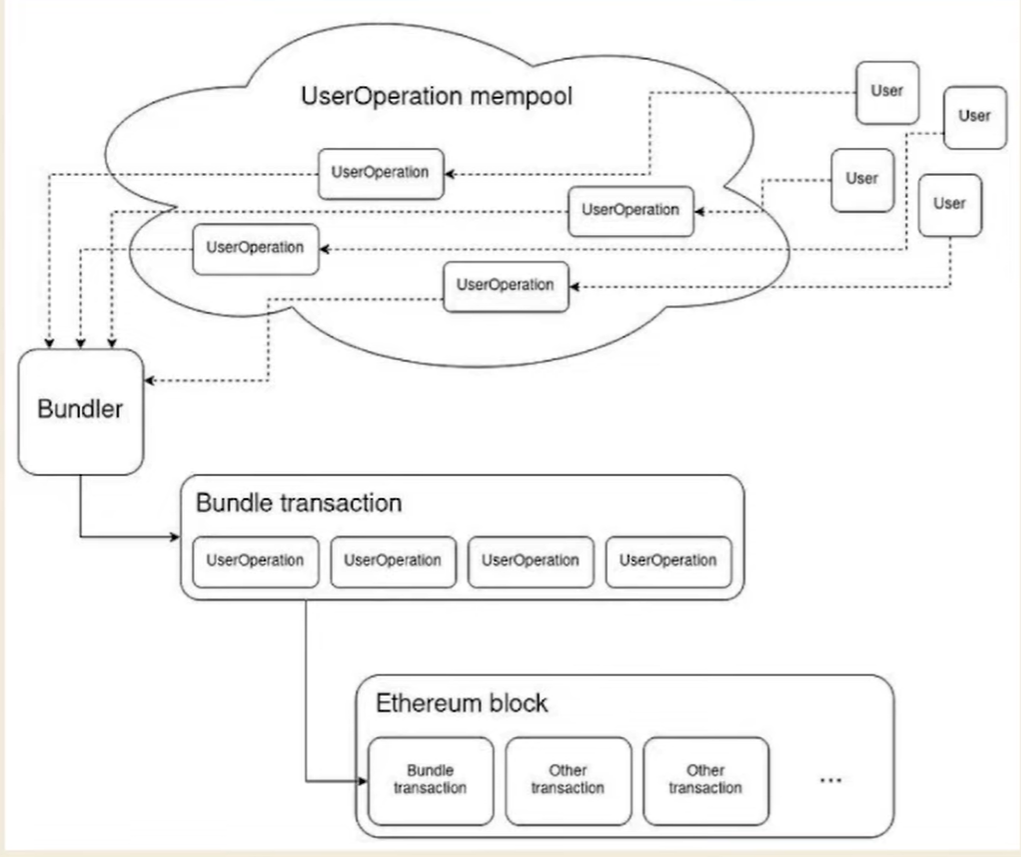 UserOperation mempool
User
User
UserOperation
User
UserOperation
User
UserOperation
UserOperation
Bundler
Bundle transaction
UserOperation
UserOperation
UserOperation
UserOperation
Ethereum block
Bundle
transaction
Other
transaction
Other
transaction
...